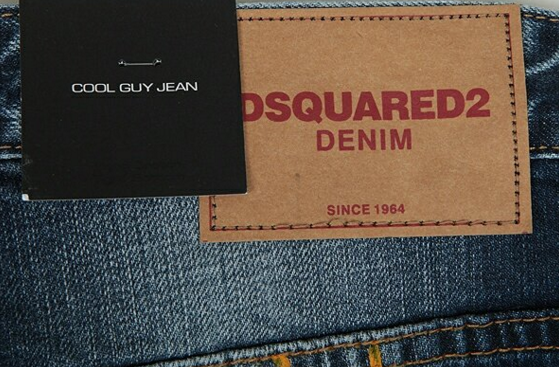 COOL GUY JEAN
DSQUARED2
DENIM
SINCE 1964